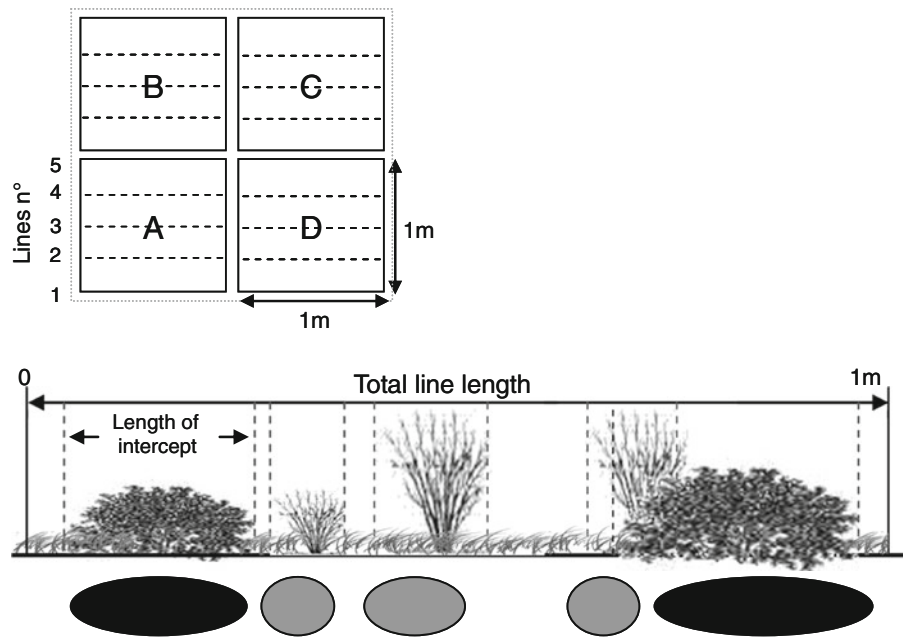 B
C
5
4
3
2
1
Lines n°
A
D
1m
1m
0
Total line length
1m
Length of
intercept